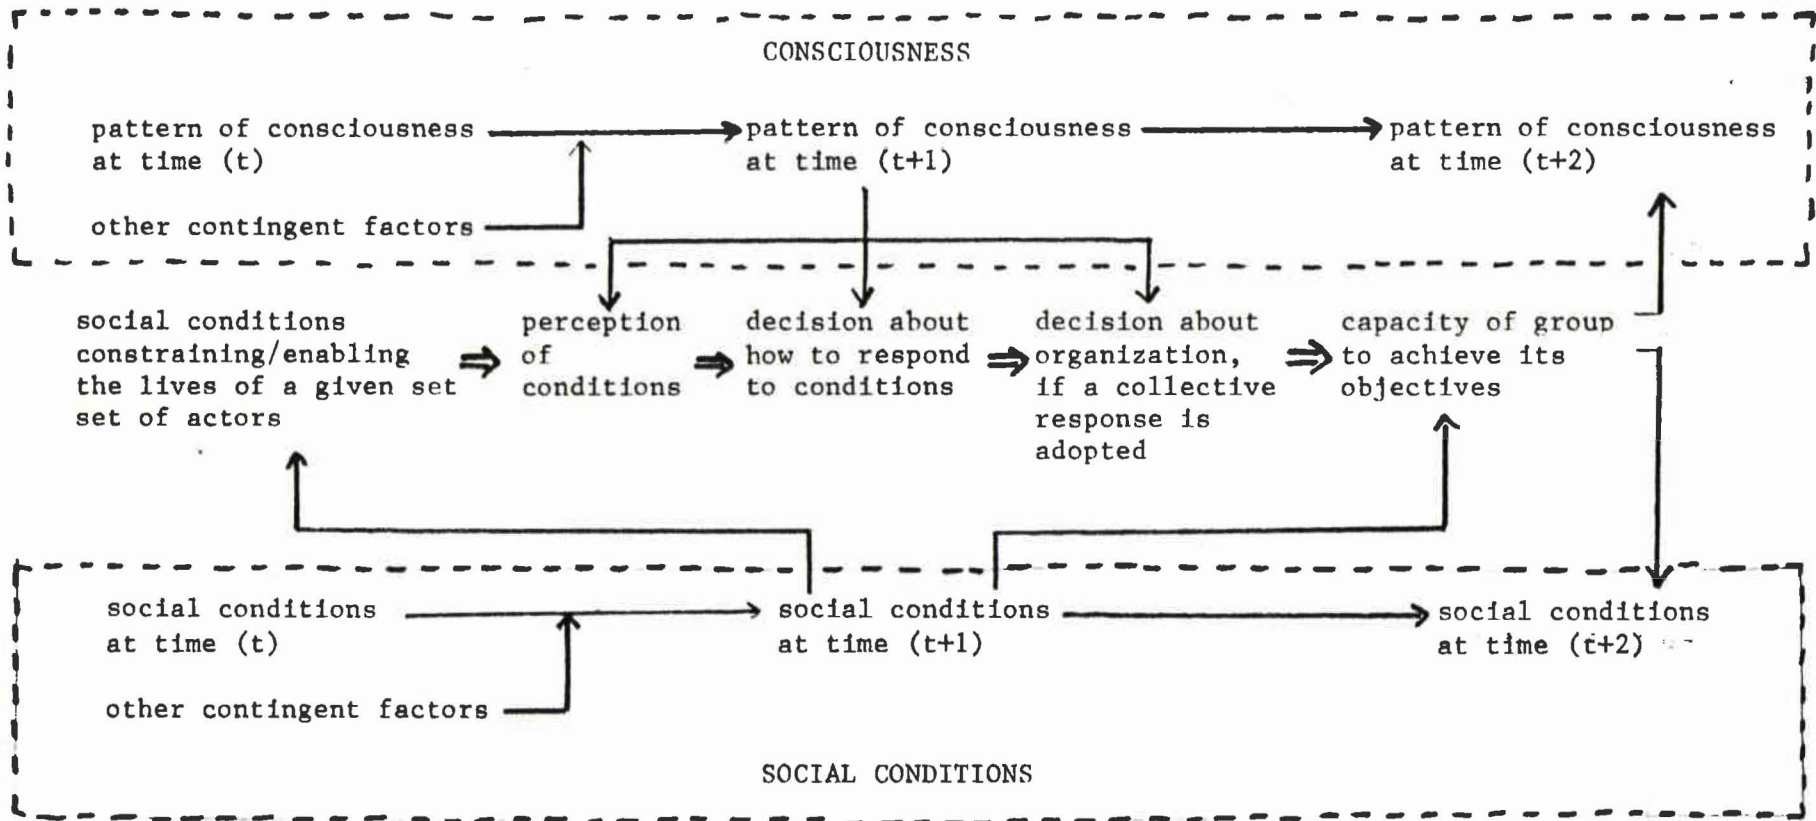 CONSCIOUSNESS
pattern of consciousness
at time (t)
pattern of consciousness
at time (t+1)
pattern of consciousness
at time (t+2)
other contingent factors
social conditions
constraining/enabling
the lives of a given set
set of actors
perception
of
conditions
decision about
how to respond
to conditions
decision about
organization,
if a collective
response is
adopted
capacity of group
to achieve its
objectives
social conditions
at time (t)
social conditions
at time (t+1)
social conditions
at time (t+2)
other contingent factors
SOCIAL CONDITIONS